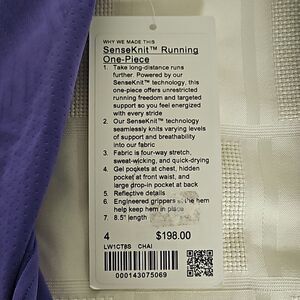 WHY WE MADE THIS
SenseKnit™ Running
One-Piece
1. Take long-distance runs
further. Powered by our
SenseKnit™ technology, this
one-piece offers unrestricted
running freedom and targeted
support so you feel energized
with every stride
2. Our SenseKnit™ technology
seamlessly knits varying levels
of support and breathability
into our fabric
3. Fabric is four-way stretch,
sweat-wicking, and quick-drying
4. Gel pockets at chest, hidden
pocket at front waist, and
large drop-in pocket at back
5. Reflective details
6. Engineered grippers at the hem
help keep hem in place
7. 8.5" length
4 $198.00
LW1CT8S CHAI
000143075069